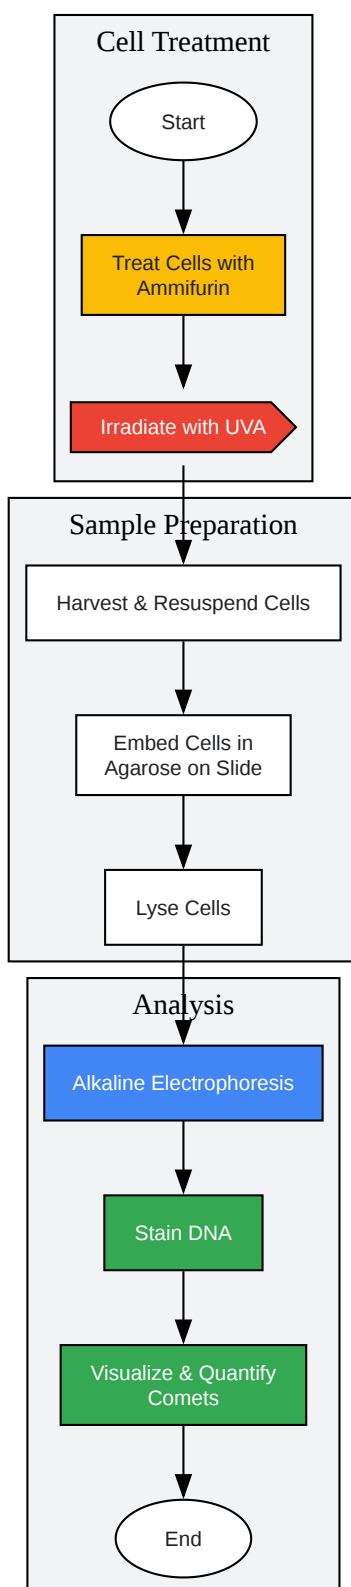 Cell Treatment
Start
Treat Cells with
Ammifurin
Irradiate with UVA
Sample Preparation
Harvest & Resuspend Cells
Embed Cells in
Agarose on Slide
Lyse Cells
Analysis
Alkaline Electrophoresis
Stain DNA
Visualize & Quantify
Comets
End